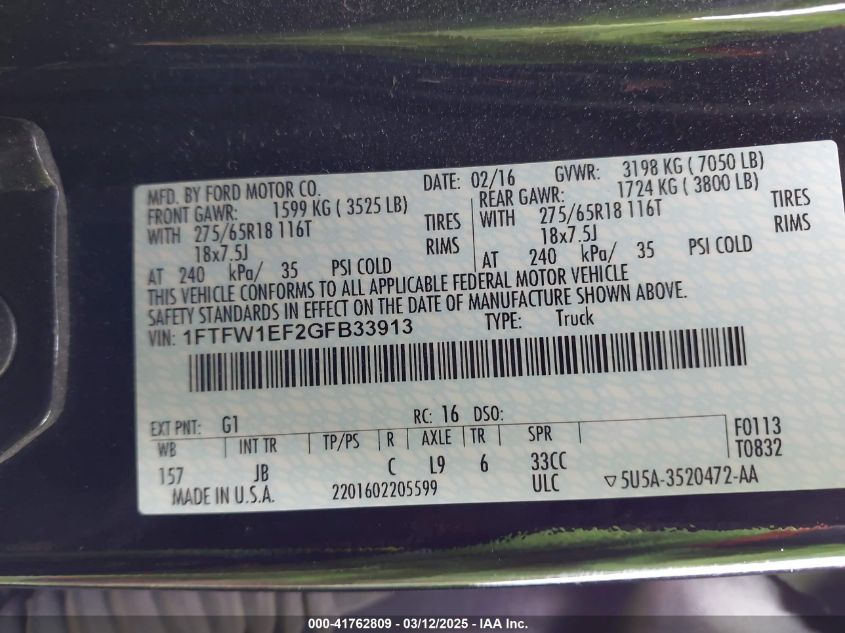 MFD. BY FORD MOTOR CO. DATE: 02/16 GVWR: 3198 KG ( 7050 LB)
FRONT GAWR: 1599 KG ( 3525 LB) REAR GAWR: 1724 KG ( 3800 LB)
WITH 275/65R18 116T TIRES WITH 275/65R18 116T TIRES
18x7.5J RIMS 18x7.5J RIMS
AT 240 kPa/ 35 PSI COLD AT 240 kPa/ 35 PSI COLD
THIS VEHICLE CONFORMS TO ALL APPLICABLE FEDERAL MOTOR VEHICLE
SAFETY STANDARDS IN EFFECT ON THE DATE OF MANUFACTURE SHOWN ABOVE.
VIN: 1FTFW1EF2GFB33913 TYPE: Truck
EXT PNT: G1 RC: 16 DSO:
WB INT TR TP/PS R AXLE TR SPR F0113
157 JB C L9 6 33CC T0832
MADE IN U.S.A. 2201602205599 ULC ▽5U5A-3520472-AA
000-41762809 - 03/12/2025 - IAA Inc.